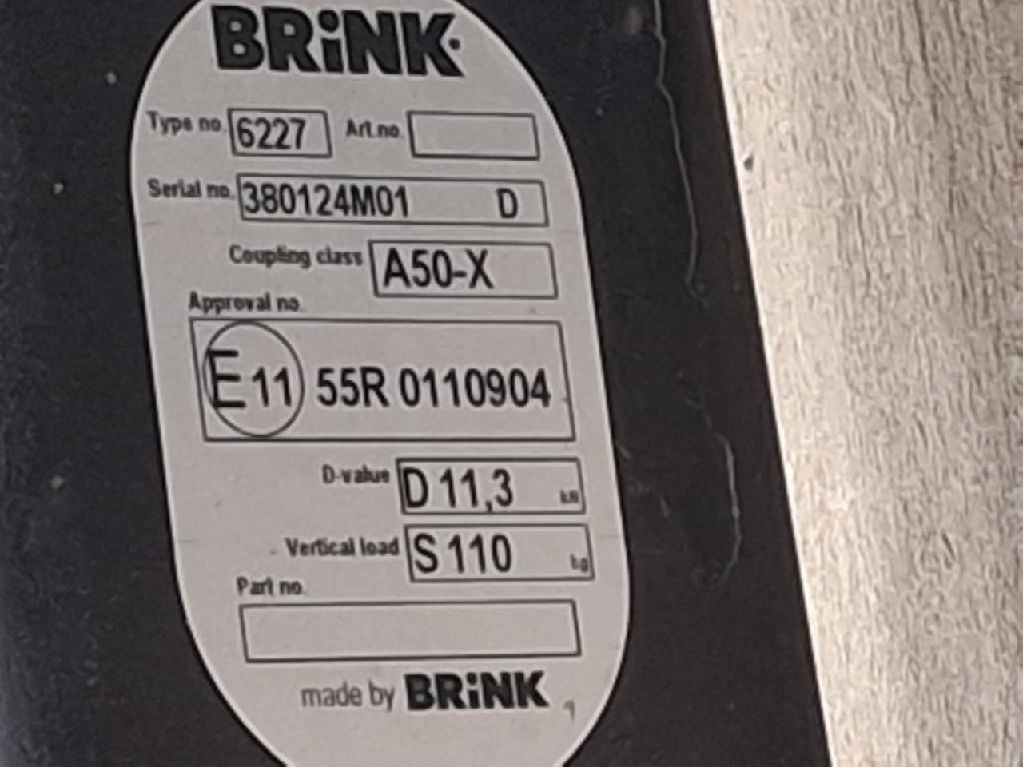 BRiNK
Type no. 6227 Art.no.
Serial no. 380124M01 D
Coupling class A50-X
Approval no.
E11 55R 0110904
D-value D 11,3 kN
Vertical load S 110 kg
Part no.
made by BRiNK